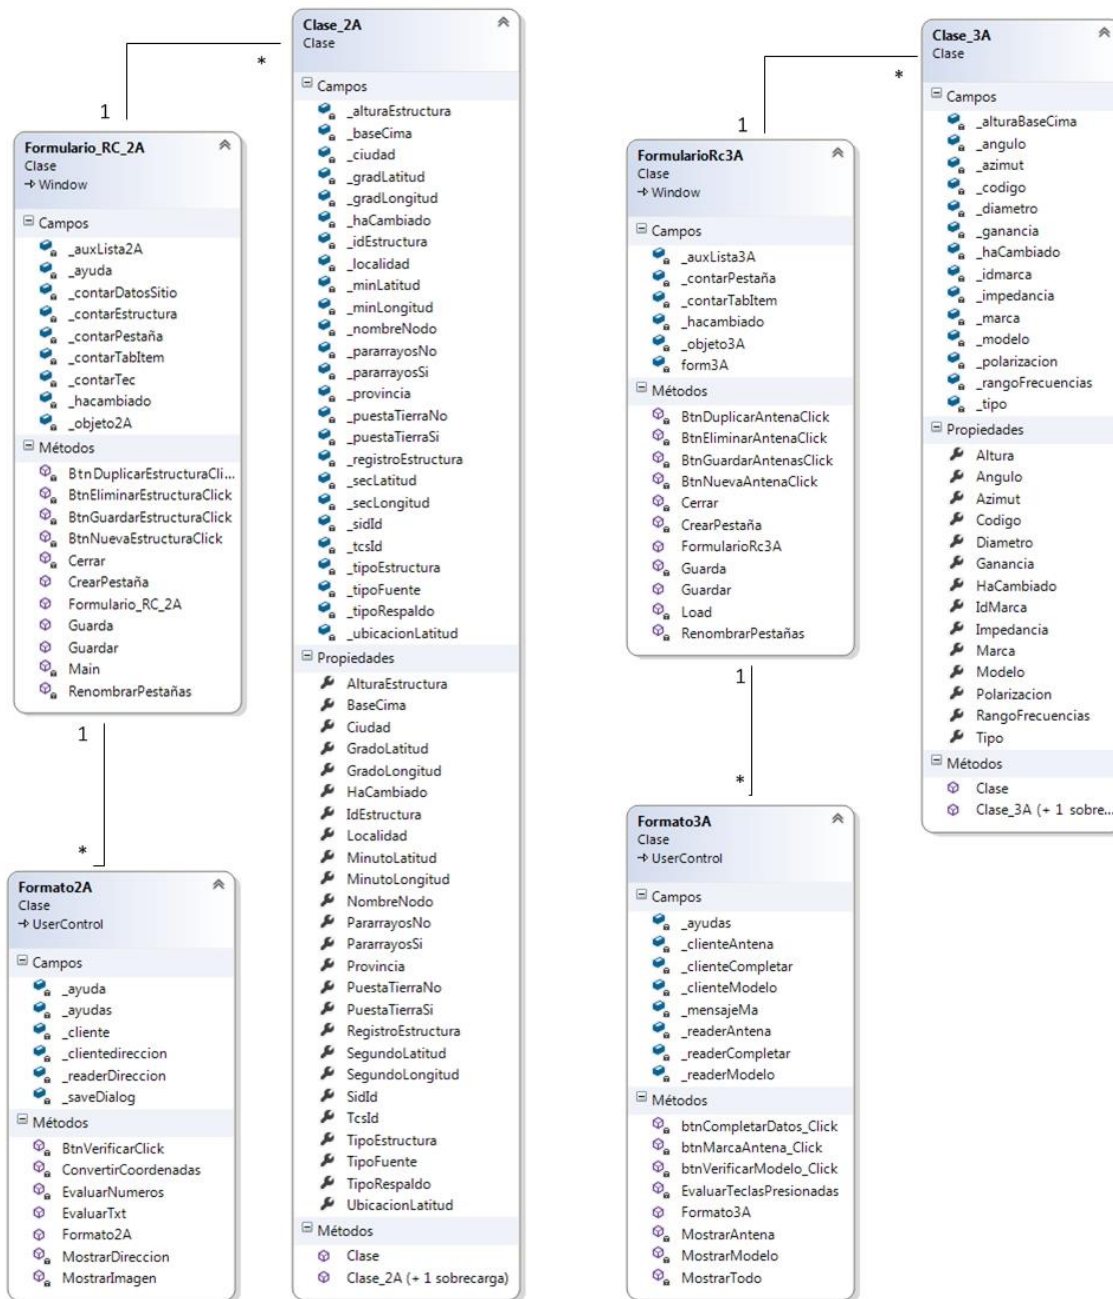 Clase_2A
Clase
Campos
_alturaEstructura
_baseCima
_ciudad
_gradLatitud
_gradLongitud
_haCambiado
_idEstructura
_localidad
_minLatitud
_minLongitud
_nombreNodo
_pararrayosNo
_pararrayosSi
_provincia
_puestaTierraNo
_puestaTierraSi
_registroEstructura
_secLatitud
_secLongitud
_sidId
_tcsId
_tipoEstructura
_tipoFuente
_tipoRespaldo
_ubicacionLatitud
Propiedades
AlturaEstructura
BaseCima
Ciudad
GradoLatitud
GradoLongitud
HaCambiado
IdEstructura
Localidad
MinutoLatitud
MinutoLongitud
NombreNodo
PararrayosNo
PararrayosSi
Provincia
PuestaTierraNo
PuestaTierraSi
RegistroEstructura
SegundoLatitud
SegundoLongitud
SidId
TcsId
TipoEstructura
TipoFuente
TipoRespaldo
UbicacionLatitud
Métodos
Clase
Clase_2A (+ 1 sobrecarga)
*
1
Formulario_RC_2A
Clase
Window
Campos
_auxLista2A
_ayuda
_contarDatosSitio
_contarEstructura
_contarPestaña
_contarTabItem
_contarTec
_hacambiado
_objeto2A
Métodos
BtnDuplicarEstructuraCli...
BtnEliminarEstructuraClick
BtnGuardarEstructuraClick
BtnNuevaEstructuraClick
Cerrar
CrearPestaña
Formulario_RC_2A
Guarda
Guardar
Main
RenombrarPestañas
1
*
Formato2A
Clase
UserControl
Campos
_ayuda
_ayudas
_cliente
_clientedireccion
_readerDireccion
_saveDialog
Métodos
BtnVerificarClick
ConvertirCoordenadas
EvaluarNumeros
EvaluarTxt
Formato2A
MostrarDireccion
MostrarImagen
Clase_3A
Clase
Campos
_alturaBaseCima
_angulo
_azimut
_codigo
_diametro
_ganancia
_haCambiado
_idmarca
_impedancia
_marca
_modelo
_polarizacion
_rangoFrecuencias
_tipo
Propiedades
Altura
Angulo
Azimut
Codigo
Diametro
Ganancia
HaCambiado
IdMarca
Impedancia
Marca
Modelo
Polarizacion
RangoFrecuencias
Tipo
Métodos
Clase
Clase_3A (+ 1 sobre...
*
1
FormularioRc3A
Clase
Window
Campos
_auxLista3A
_contarPestaña
_contarTabItem
_hacambiado
_objeto3A
form3A
Métodos
BtnDuplicarAntenaClick
BtnEliminarAntenaClick
BtnGuardarAntenasClick
BtnNuevaAntenaClick
Cerrar
CrearPestaña
FormularioRc3A
Guarda
Guardar
Load
RenombrarPestañas
1
*
Formato3A
Clase
UserControl
Campos
_ayudas
_clienteAntena
_clienteCompletar
_clienteModelo
_mensajeMa
_readerAntena
_readerCompletar
_readerModelo
Métodos
btnCompletarDatos_Click
btnMarcaAntena_Click
btnVerificarModelo_Click
EvaluarTeclasPresionadas
Formato3A
MostrarAntena
MostrarModelo
MostrarTodo